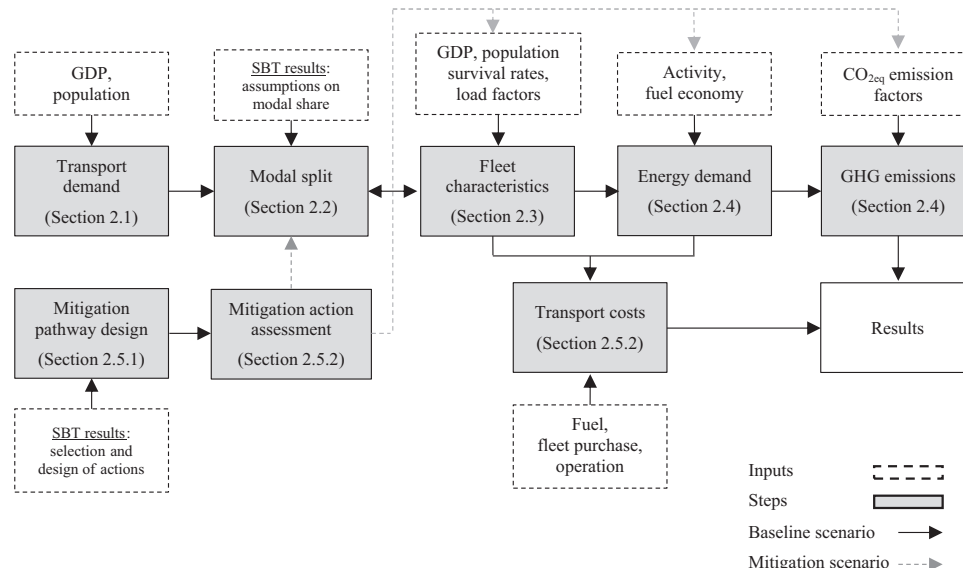 GDP,
population
SBT results:
assumptions on
modal share
GDP, population
survival rates,
load factors
Activity,
fuel economy
CO2eq emission
factors
Transport
demand
(Section 2.1)
Modal split
(Section 2.2)
Fleet
characteristics
(Section 2.3)
Energy demand
(Section 2.4)
GHG emissions
(Section 2.4)
Mitigation
pathway design
(Section 2.5.1)
Mitigation action
assessment
(Section 2.5.2)
Transport costs
(Section 2.5.2)
Results
SBT results:
selection and
design of actions
Fuel,
fleet purchase,
operation
Inputs
Steps
Baseline scenario
Mitigation scenario